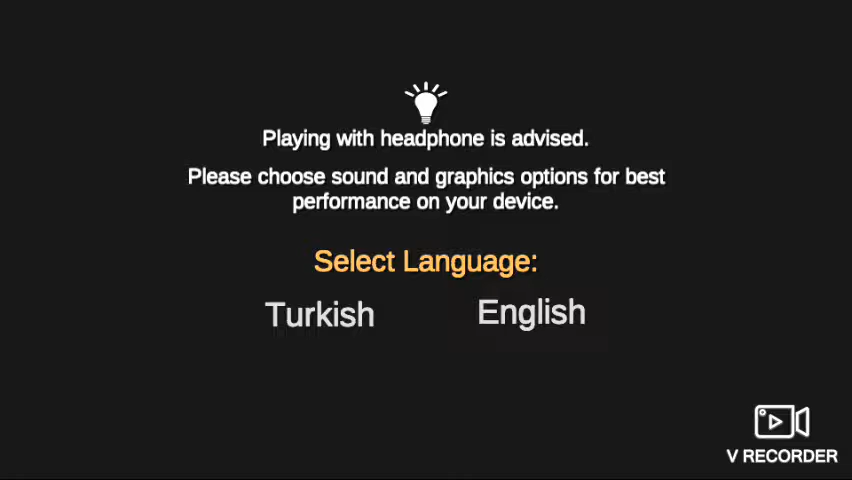 Playing with headphone is advised.
Please choose sound and graphics options for best
performance on your device.
Select Language:
Turkish English
V RECORDER